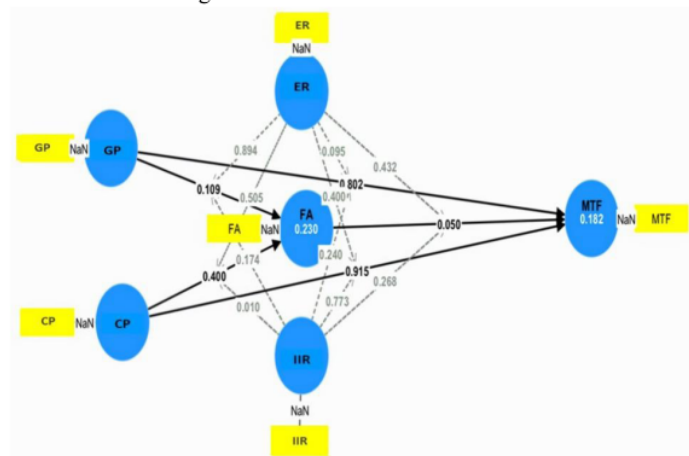 ER
NaN
ER
0.894
0.095
0.432
GP
NaN
GP
0.802
0.109
0.505
0.400
FA
NaN
FA
0.230
0.050
MTF
0.182
NaN
MTF
0.174
0.240
0.400
0.915
0.268
0.010
0.773
CP
NaN
CP
IIR
NaN
IIR